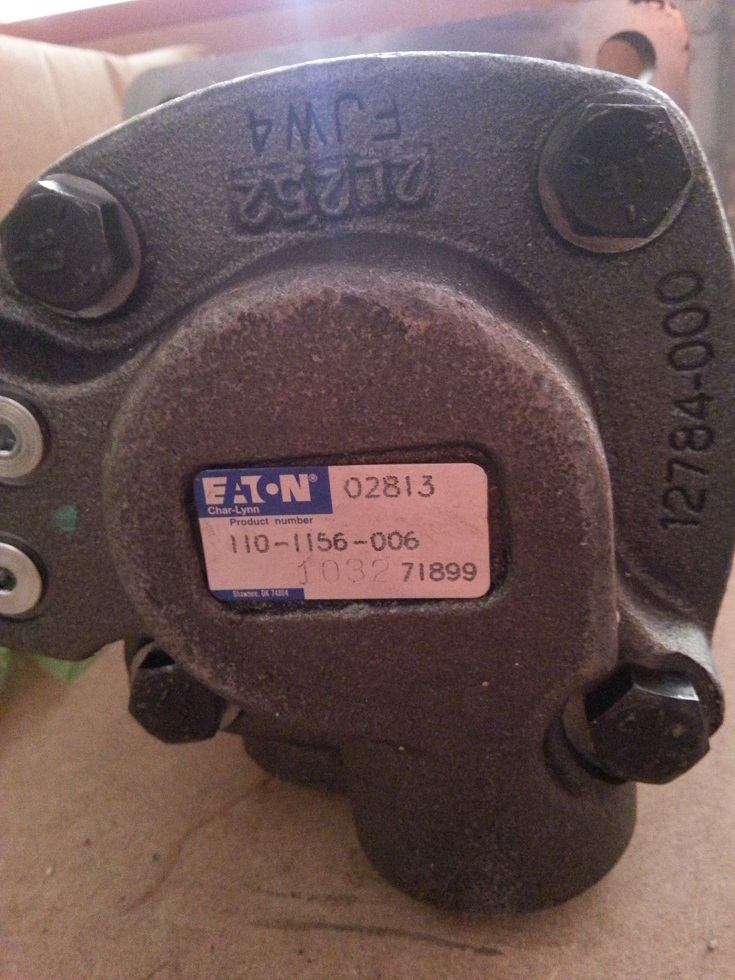 FJW4
2L252
12784-000
EATON® 02813
Char-Lynn
Product number
110-1156-006
1032 71899
Shawnee, OK 74804